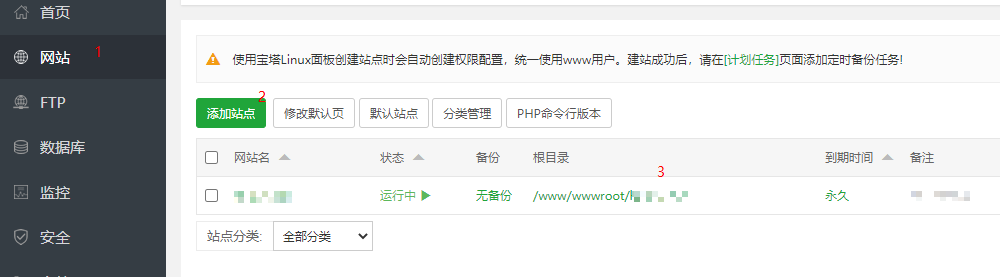 首页
网站 1
FTP
数据库
监控
安全
使用宝塔Linux面板创建站点时会自动创建权限配置，统一使用www用户。建站成功后，请在[计划任务]页面添加定时备份任务!
2
添加站点 修改默认页 默认站点 分类管理 PHP命令行版本
网站名 状态 备份 根目录 到期时间 备注
3
运行中 无备份 /www/wwwroot/ 永久
站点分类: 全部分类